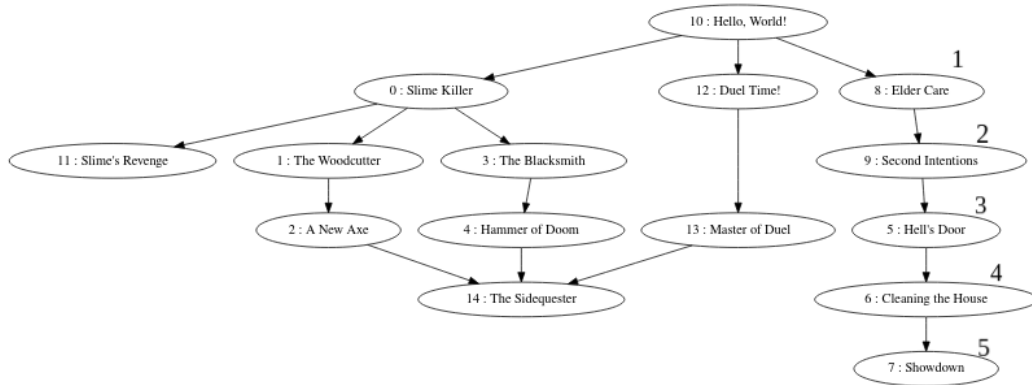 10 : Hello, World!
1
0 : Slime Killer
12 : Duel Time!
8 : Elder Care
2
11 : Slime's Revenge
1 : The Woodcutter
3 : The Blacksmith
9 : Second Intentions
3
2 : A New Axe
4 : Hammer of Doom
13 : Master of Duel
5 : Hell's Door
4
14 : The Sidequester
6 : Cleaning the House
5
7 : Showdown